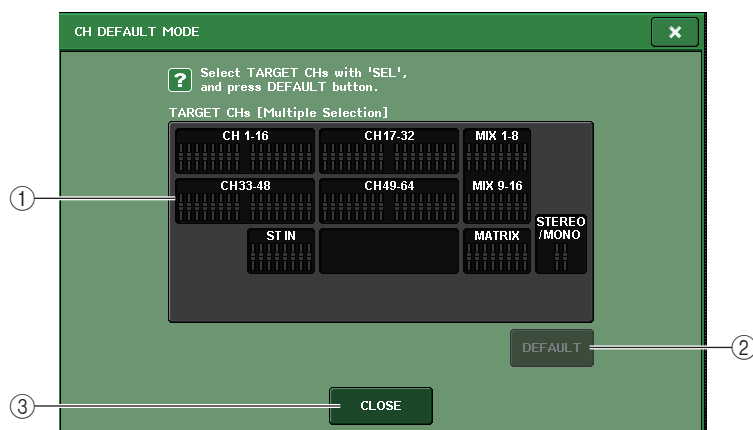 CH DEFAULT MODE
×
? Select TARGET CHs with 'SEL',
and press DEFAULT button.
TARGET CHs [Multiple Selection]
CH 1-16 CH17-32 MIX 1-8
① CH33-48 CH49-64 MIX 9-16
ST IN MATRIX STEREO
/MONO
DEFAULT ②
③ CLOSE